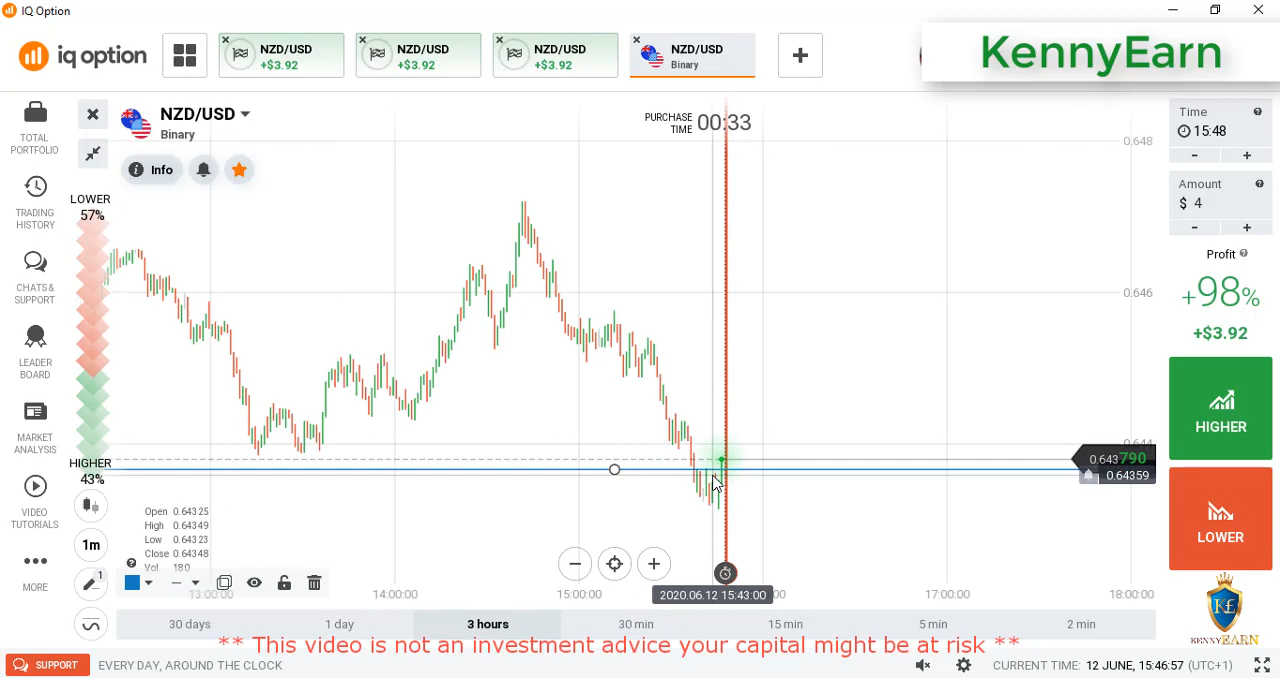 IQ Option
iq option
NZD/USD
+$3.92
NZD/USD
+$3.92
NZD/USD
+$3.92
NZD/USD
Binary
KennyEarn
TOTAL
PORTFOLIO
TRADING
HISTORY
CHATS &
SUPPORT
LEADER
BOARD
MARKET
ANALYSIS
VIDEO
TUTORIALS
MORE
NZD/USD
Binary
Info
PURCHASE
TIME
00:33
LOWER
57%
HIGHER
43%
1m
1
Open 0.64325
High 0.64349
Low 0.64323
Close 0.64348
Vol. 180
0.648
0.646
0.644
0.643790
0.64359
13:00:00
14:00:00
15:00:00
2020.06.12 15:43:00
17:00:00
18:00:00
30 days
1 day
3 hours
30 min
15 min
5 min
2 min
Time
15:48
- +
Amount
$ 4
- +
Profit
+98%
+$3.92
HIGHER
LOWER
KE
KENNYEARN
** This video is not an investment advice your capital might be at risk **
SUPPORT
EVERY DAY, AROUND THE CLOCK
CURRENT TIME: 12 JUNE, 15:46:57 (UTC+1)